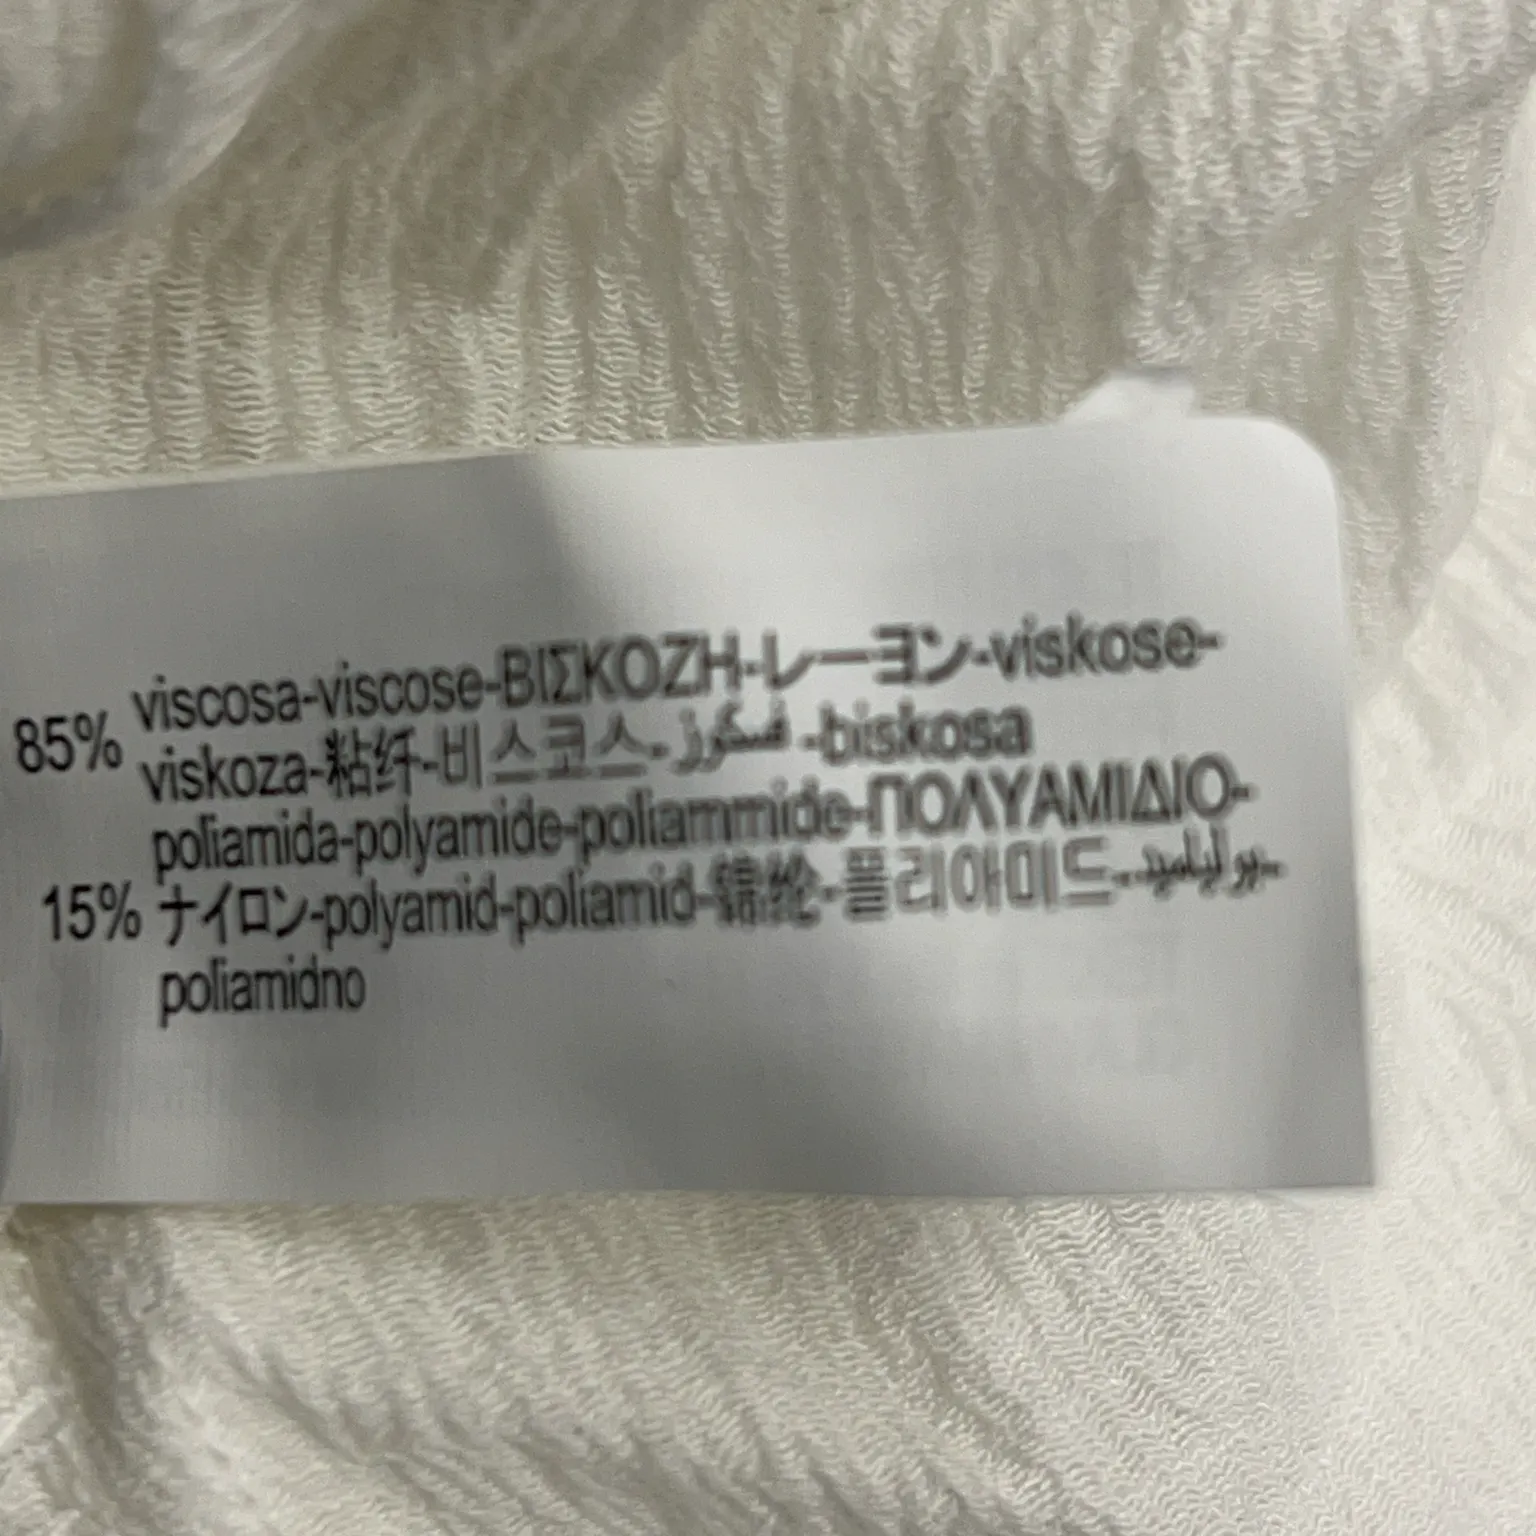 85% viscosa-viscose-ΒΙΣΚΟΖΗ-レーヨン-viskose-
viskoza-粘纤-비스코스-فسكوز-biskosa
poliamida-polyamide-poliammide-ΠΟΛΥΑΜΙΔΙΟ-
15% ナイロン-polyamid-poliamid-锦纶-폴리아미드-بوليأميد-
poliamidno